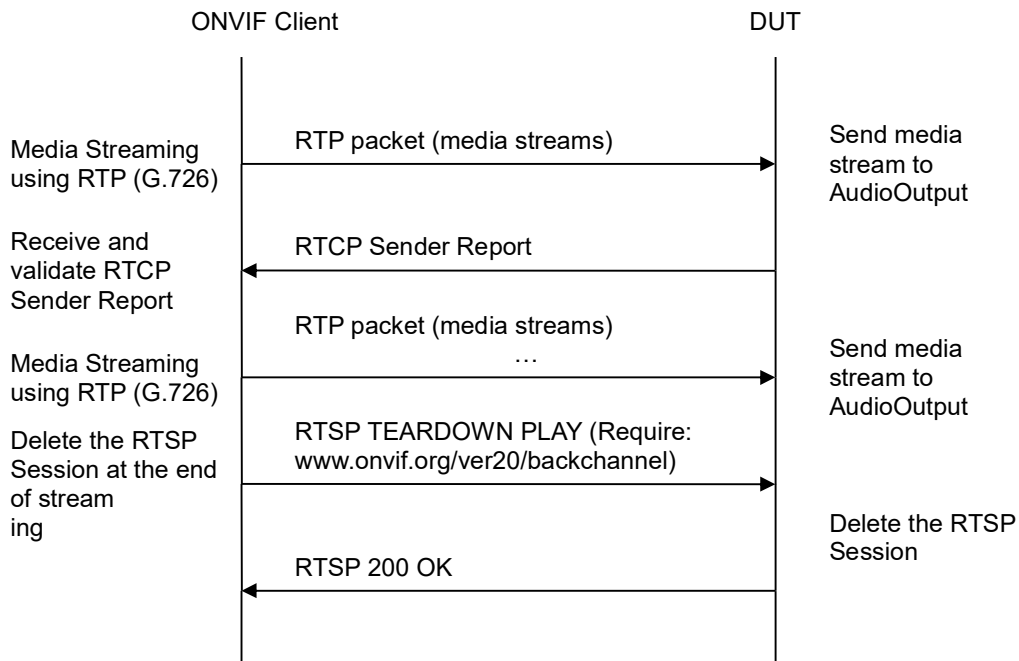 ONVIF Client
DUT
RTP packet (media streams)
Media Streaming
using RTP (G.726)
Send media
stream to
AudioOutput
Receive and
validate RTCP
Sender Report
RTCP Sender Report
RTP packet (media streams)
…
Media Streaming
using RTP (G.726)
Send media
stream to
AudioOutput
Delete the RTSP
Session at the end
of stream
ing
RTSP TEARDOWN PLAY (Require:
www.onvif.org/ver20/backchannel)
Delete the RTSP
Session
RTSP 200 OK